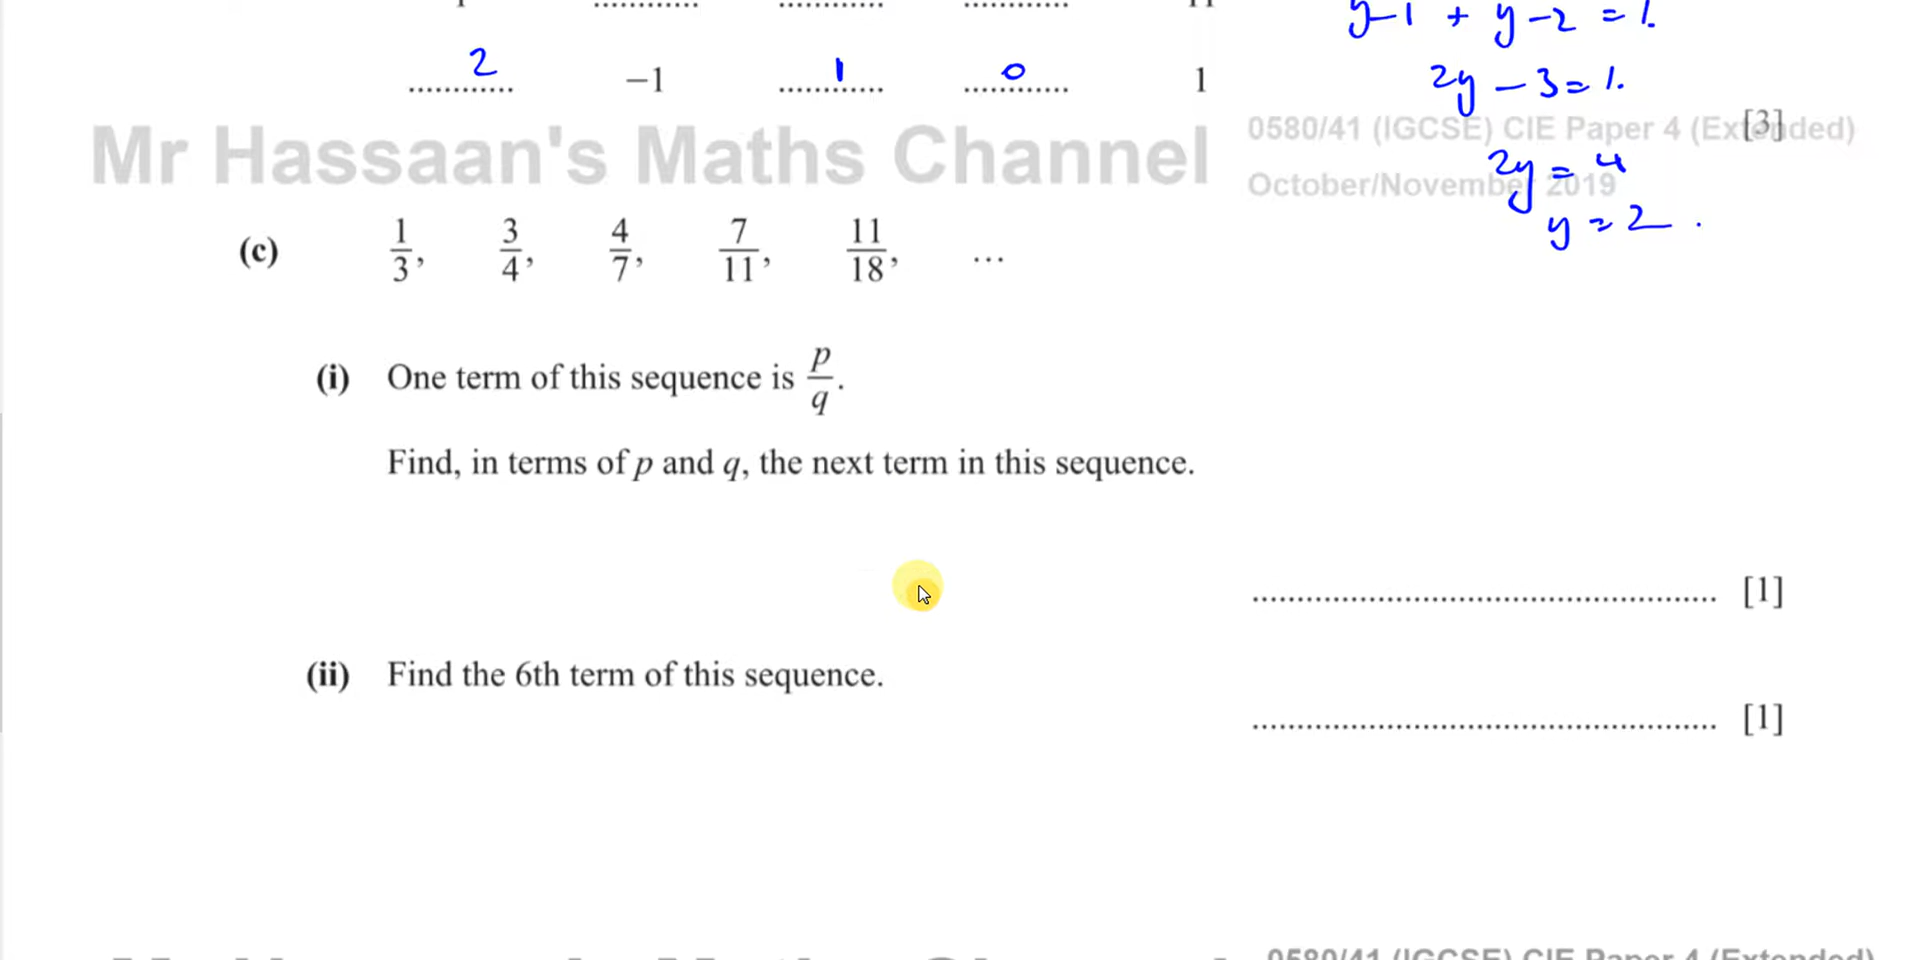 y-1 + y-2 = 1.
2 −1 1 0 1
2y - 3 = 1.
Mr Hassaan's Maths Channel
0580/41 (IGCSE) CIE Paper 4 (Extended)
[3]
October/November 2019
2y = 4
y = 2.
(c) 1/3, 3/4, 4/7, 7/11, 11/18, ...
(i) One term of this sequence is p/q.
Find, in terms of p and q, the next term in this sequence.
[1]
(ii) Find the 6th term of this sequence.
[1]
0580/41 (IGCSE) CIE Paper 4 (Extended)